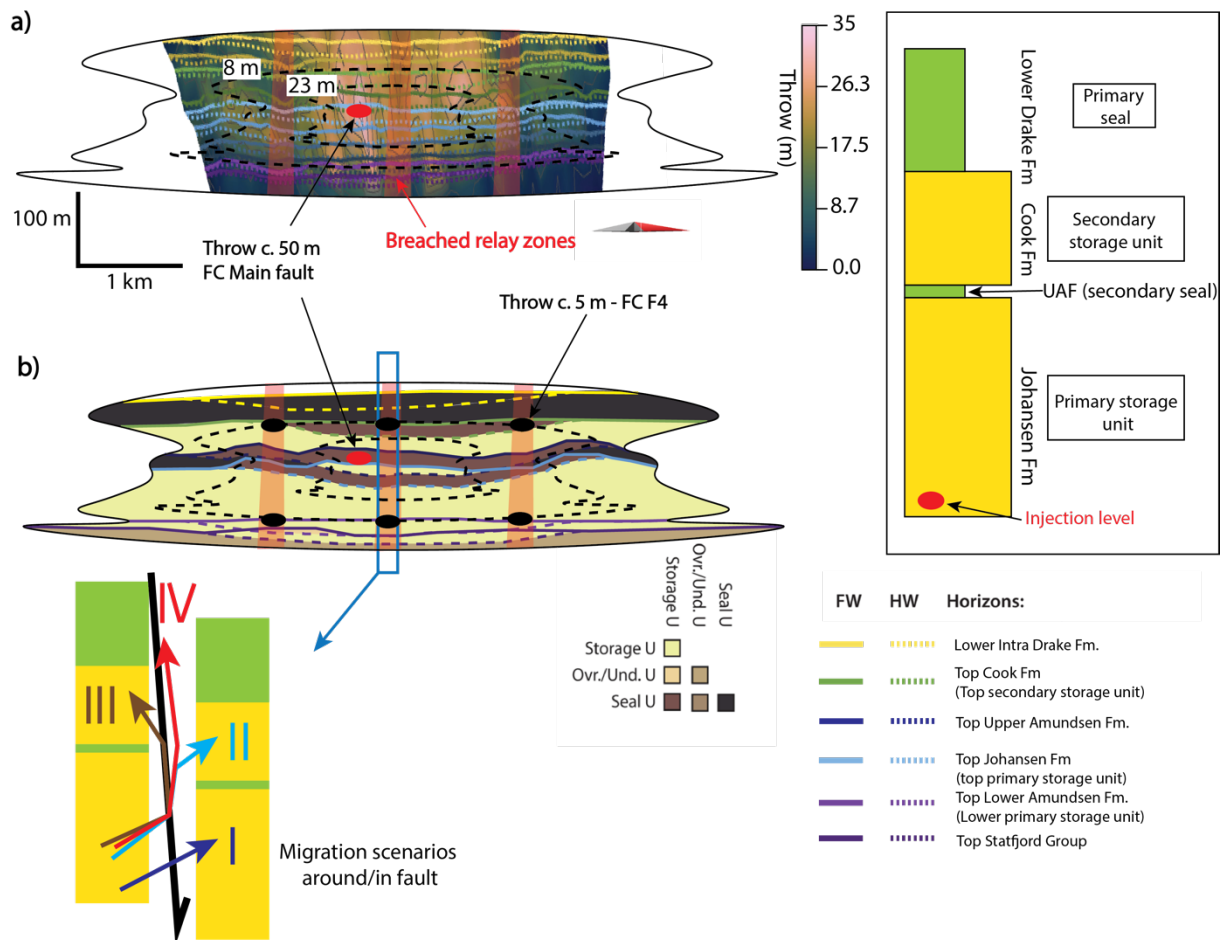 a)
8 m
23 m
100 m
1 km
Throw c. 50 m
FC Main fault
Breached relay zones
Throw (m)
35
26.3
17.5
8.7
0.0
Throw c. 5 m - FC F4
b)
Storage U
Ovr./Und. U
Seal U
Storage U
Ovr./Und. U
Seal U
IV
III
II
I
Migration scenarios
around/in fault
Lower Drake Fm
Primary
seal
Cook Fm
Secondary
storage unit
UAF (secondary seal)
Johansen Fm
Primary storage
unit
Injection level
FW HW Horizons:
Lower Intra Drake Fm.
Top Cook Fm
(Top secondary storage unit)
Top Upper Amundsen Fm.
Top Johansen Fm
(top primary storage unit)
Top Lower Amundsen Fm.
(Lower primary storage unit)
Top Statfjord Group